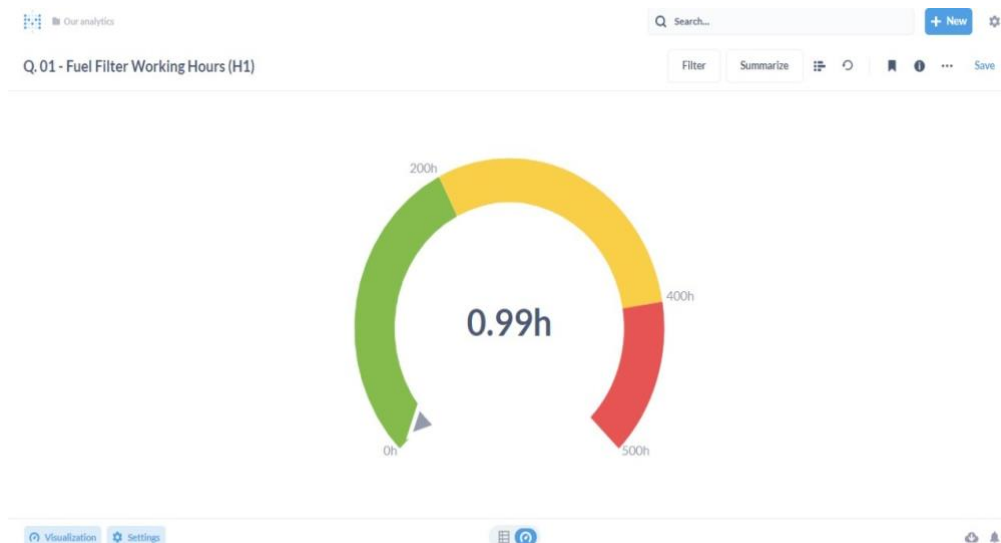 Our analytics
Search...
+ New
Q. 01 - Fuel Filter Working Hours (H1)
Filter
Summarize
Save
200h
400h
0.99h
0h
500h
Visualization
Settings